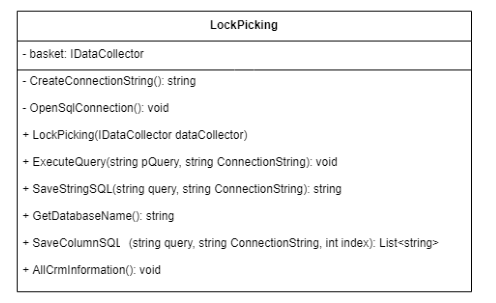 LockPicking
- basket: IDataCollector
- CreateConnectionString(): string
- OpenSqlConnection(): void
+ LockPicking(IDataCollector dataCollector)
+ ExecuteQuery(string pQuery, string ConnectionString): void
+ SaveStringSQL(string query, string ConnectionString): string
+ GetDatabaseName(): string
+ SaveColumnSQL (string query, string ConnectionString, int index): List<string>
+ AllCrmInformation(): void